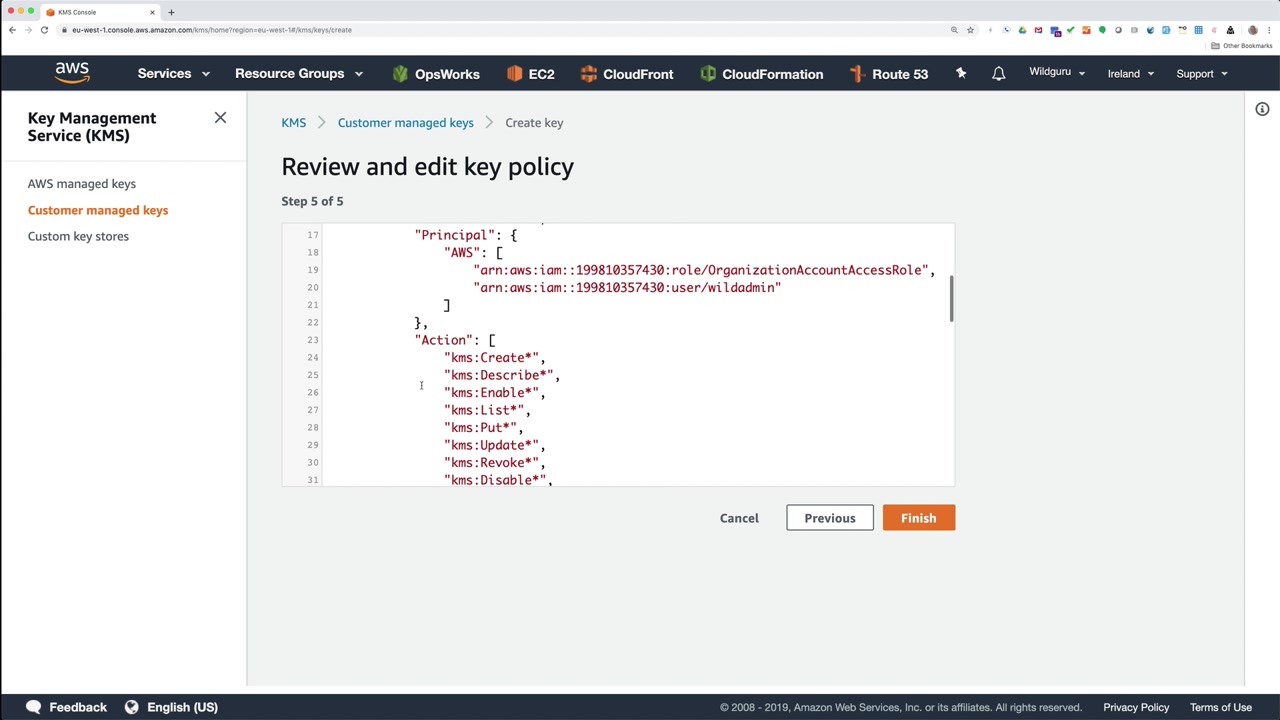 KMS Console
eu-west-1.console.aws.amazon.com/kms/home?region=eu-west-1#/kms/keys/create
Other Bookmarks
aws
Services
Resource Groups
OpsWorks
EC2
CloudFront
CloudFormation
Route 53
Wildguru
Ireland
Support
Key Management
Service (KMS)
AWS managed keys
Customer managed keys
Custom key stores
KMS > Customer managed keys > Create key
Review and edit key policy
Step 5 of 5
17 "Principal": {
18 "AWS": [
19 "arn:aws:iam::199810357430:role/OrganizationAccountAccessRole",
20 "arn:aws:iam::199810357430:user/wildadmin"
21 ]
22 },
23 "Action": [
24 "kms:Create*",
25 "kms:Describe*",
26 "kms:Enable*",
27 "kms:List*",
28 "kms:Put*",
29 "kms:Update*",
30 "kms:Revoke*",
31 "kms:Disable*",
Cancel
Previous
Finish
Feedback
English (US)
© 2008 - 2019, Amazon Web Services, Inc. or its affiliates. All rights reserved.
Privacy Policy
Terms of Use